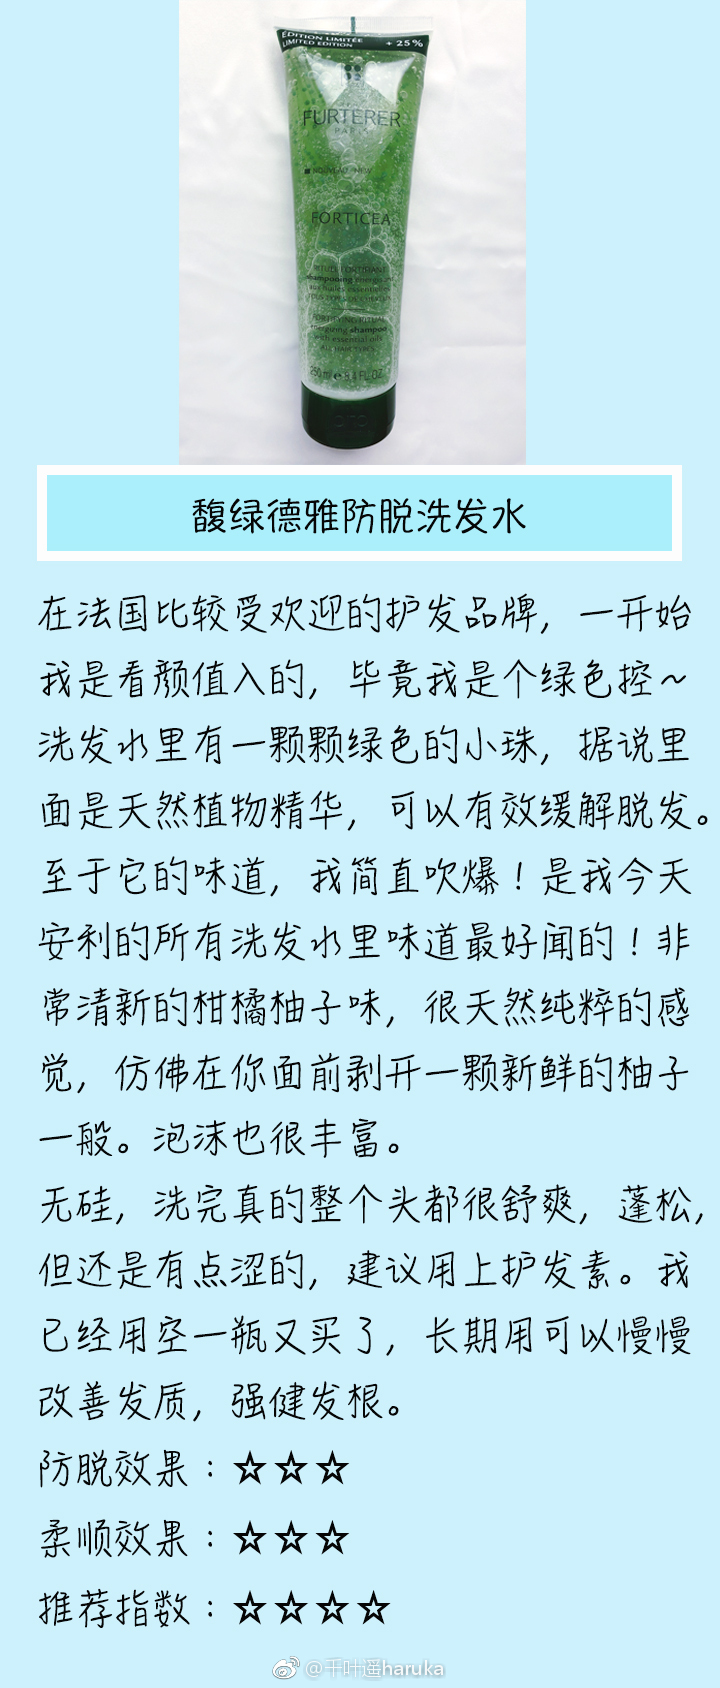 ÉDITION LIMITÉE
LIMITED EDITION
+ 25%
FURTERER
PARIS
NOUVEAU - NEW
FORTICEA
RITUEL FORTIFIANT
shampooing énergisant
aux huiles essentielles
FORTIFYING RITUAL
energizing shampoo
with essential oils
ALL HAIR TYPES
250 ml e 8.4 FL.OZ.
馥绿德雅防脱洗发水
在法国比较受欢迎的护发品牌，一开始
我是看颜值入的，毕竟我是个绿色控~
洗发水里有一颗颗绿色的小珠，据说里
面是天然植物精华，可以有效缓解脱发。
至于它的味道，我简直吹爆！是我今天
安利的所有洗发水里味道最好闻的！非
常清新的柑橘柚子味，很天然纯粹的感
觉，仿佛在你面前剥开一颗新鲜的柚子
一般。泡沫也很丰富。
无硅，洗完真的整个头都很舒爽，蓬松，
但还是有点涩的，建议用上护发素。我
已经用空一瓶又买了，长期用可以慢慢
改善发质，强健发根。
防脱效果：☆☆☆
柔顺效果：☆☆☆
推荐指数：☆☆☆☆
@千叶遥haruka